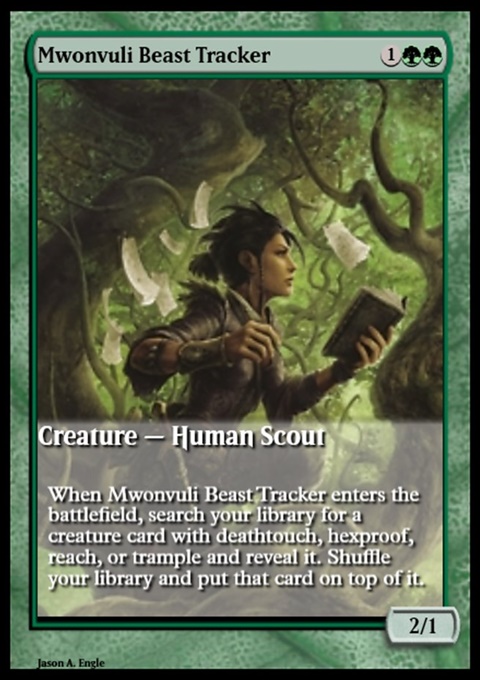 Mwonvuli Beast Tracker 1
Creature — Human Scout
When Mwonvuli Beast Tracker enters the
battlefield, search your library for a
creature card with deathtouch, hexproof,
reach, or trample and reveal it. Shuffle
your library and put that card on top of it.
2/1
Jason A. Engle